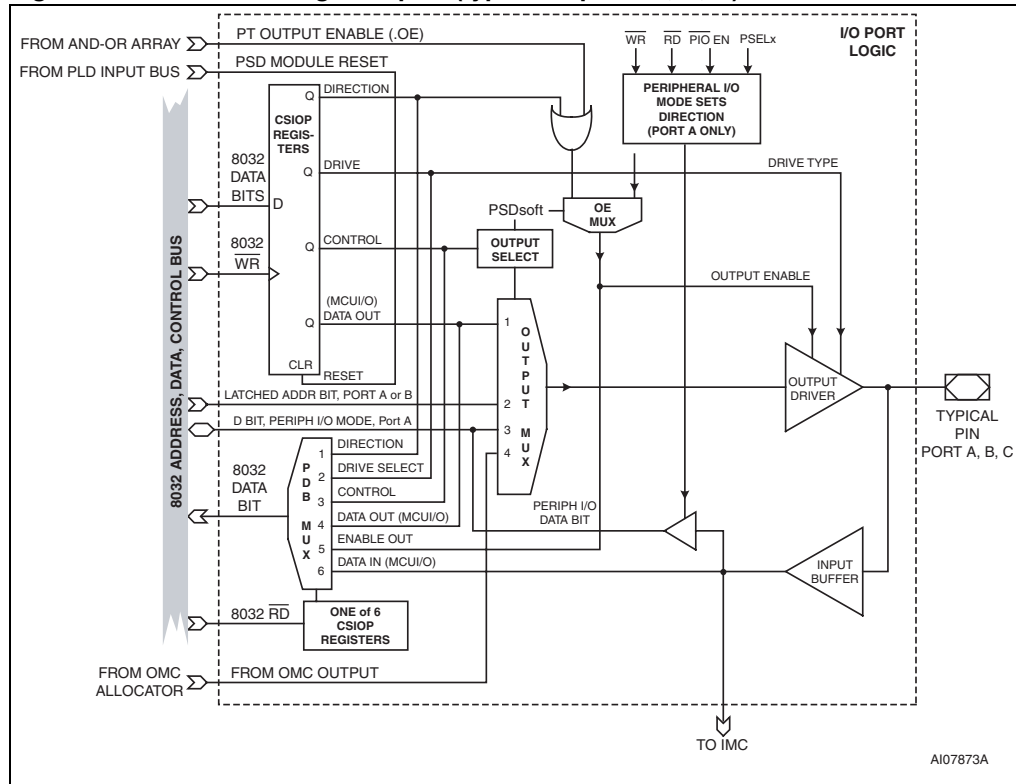 FROM AND-OR ARRAY
PT OUTPUT ENABLE (.OE)
FROM PLD INPUT BUS
PSD MODULE RESET
WR RD PIO EN PSELx
I/O PORT
LOGIC
PERIPHERAL I/O
MODE SETS
DIRECTION
(PORT A ONLY)
Q DIRECTION
CSIOP
REGIS-
TERS
Q DRIVE
DRIVE TYPE
8032
DATA
BITS
D
PSDsoft
OE
MUX
8032
WR
Q CONTROL
OUTPUT
SELECT
OUTPUT ENABLE
(MCUI/O)
Q DATA OUT
1
CLR
RESET
OUTPUT
MUX
OUTPUT
DRIVER
LATCHED ADDR BIT, PORT A or B
2
D BIT, PERIPH I/O MODE, Port A
3
4
TYPICAL
PIN
PORT A, B, C
8032 ADDRESS, DATA, CONTROL BUS
8032
DATA
BIT
PDB
MUX
1 DIRECTION
2 DRIVE SELECT
3 CONTROL
4 DATA OUT (MCUI/O)
5 ENABLE OUT
6 DATA IN (MCUI/O)
PERIPH I/O
DATA BIT
INPUT
BUFFER
8032 RD
ONE of 6
CSIOP
REGISTERS
FROM OMC
ALLOCATOR
FROM OMC OUTPUT
TO IMC
AI07873A